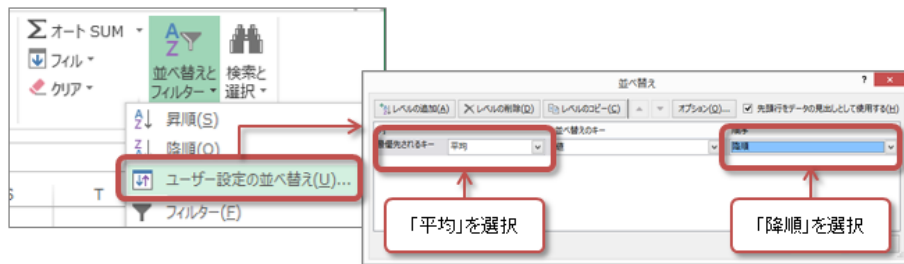 Σ オート SUM
フィル
クリア
並べ替えと
フィルター
検索と
選択
昇順(S)
降順(O)
ユーザー設定の並べ替え(U)...
フィルター(F)
S T
並べ替え
? ×
レベルの追加(A) レベルの削除(D) レベルのコピー(C) オプション(O)... 先頭行をデータの見出しとして使用する(H)
並べ替えのキー
最優先されるキー 平均 降順
「平均」を選択
「降順」を選択